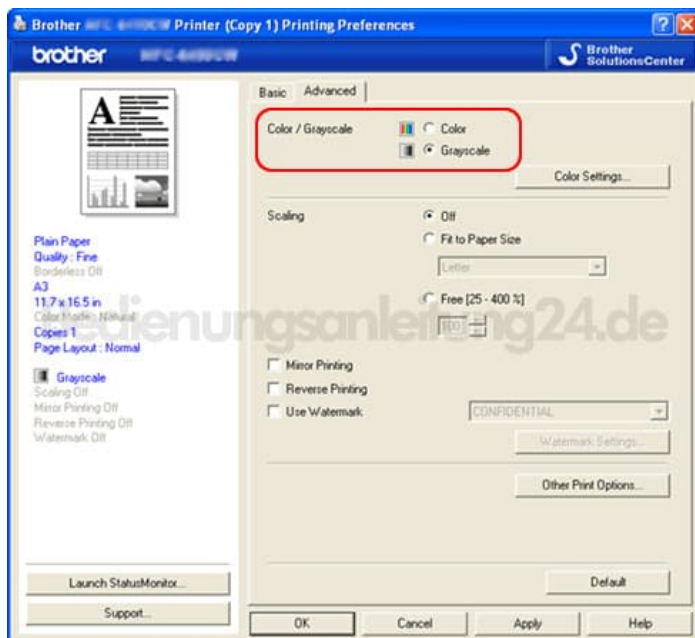 Brother Printer (Copy 1) Printing Preferences
brother
Brother
SolutionsCenter
Basic
Advanced
A
Color / Grayscale
Color
Grayscale
Color Settings...
Scaling
Off
Fit to Paper Size
Letter
Free [25 - 400 %]
100
Mirror Printing
Reverse Printing
Use Watermark
CONFIDENTIAL
Watermark Settings...
Other Print Options...
Default
Plain Paper
Quality : Fine
Borderless Off
A3
11.7 x 16.5 in
Color Mode : Natural
Copies 1
Page Layout : Normal
Grayscale
Scaling Off
Mirror Printing Off
Reverse Printing Off
Watermark Off
Launch StatusMonitor...
Support...
OK
Cancel
Apply
Help
bedienungsanleitung24.de